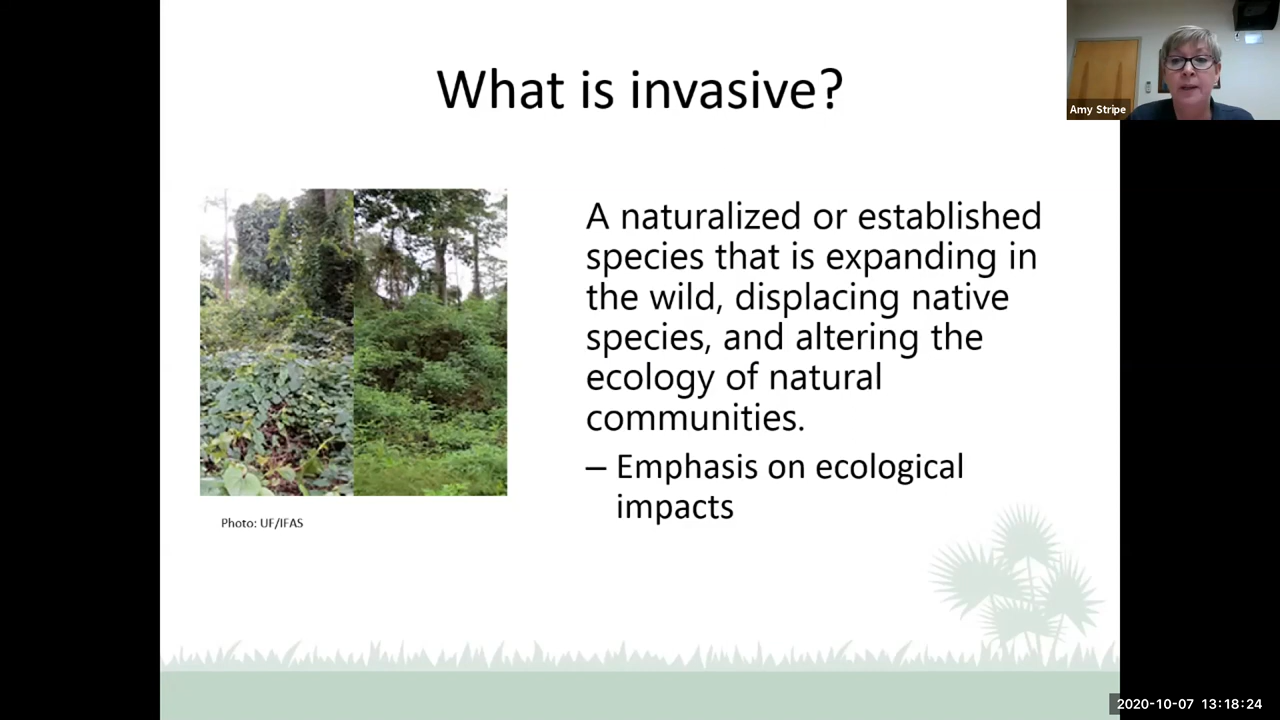 What is invasive?
Amy Stripe
A naturalized or established
species that is expanding in
the wild, displacing native
species, and altering the
ecology of natural
communities.
– Emphasis on ecological
impacts
Photo: UF/IFAS
2020-10-07 13:18:24